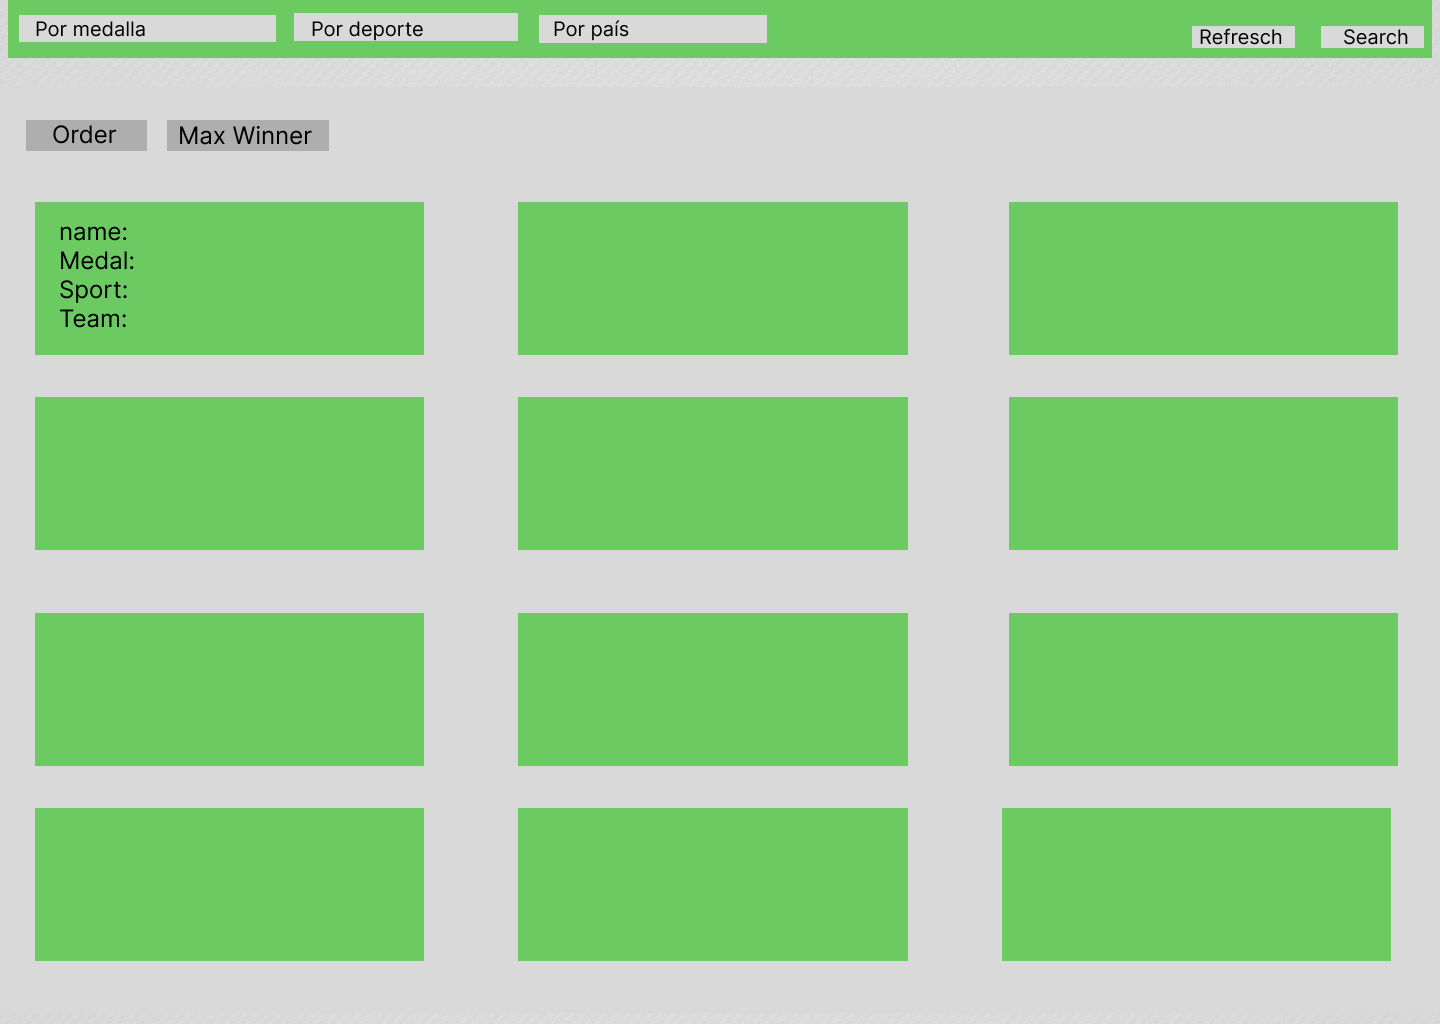 Por medalla
Por deporte
Por país
Refresch
Search
Order
Max Winner
name:
Medal:
Sport:
Team: